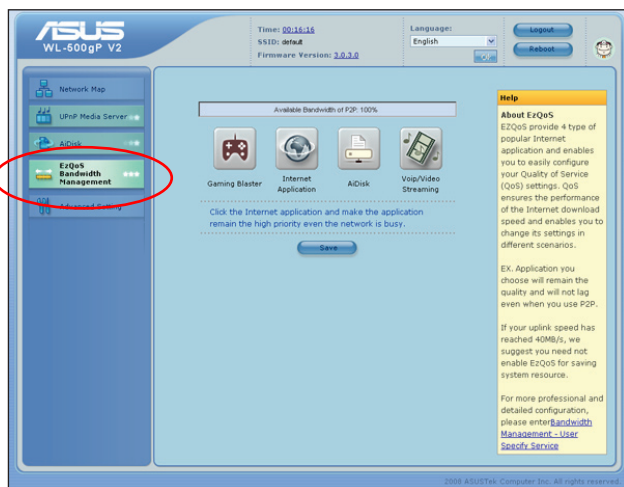 ASUS
WL-500gP V2
Time: 00:16:16
SSID: default
Firmware Version: 3.0.3.0
Language:
English
Logout
Reboot
Network Map
UPnP Media Server
AiDisk
EzQoS
Bandwidth
Management
Advanced Setting
Available Bandwidth of P2P: 100%
Gaming Blaster
Internet
Application
AiDisk
Voip/Video
Streaming
Click the Internet application and make the application
remain the high priority even the network is busy.
Save
Help
About EzQoS
EZQoS provide 4 type of
popular Internet
application and enables
you to easily configure
your Quality of Service
(QoS) settings. QoS
ensures the performance
of the Internet download
speed and enables you to
change its settings in
different scenarios.
EX. Application you
choose will remain the
quality and will not lag
even when you use P2P.
If your uplink speed has
reached 40MB/s, we
suggest you need not
enable EzQoS for saving
system resource.
For more professional and
detailed configuration,
please enterBandwidth
Management - User
Specify Service
2008 ASUSTek Computer Inc. All rights reserved.